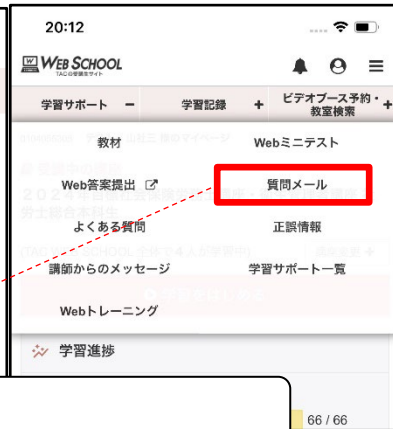 20:12
WEB SCHOOL
TACの受講生サイト
学習サポート − 学習記録 + ビデオブース予約・教室検索 +
教材 Webミニテスト
Web答案提出 質問メール
よくある質問 正誤情報
講師からのメッセージ 学習サポート一覧
Webトレーニング
学習進捗
66 / 66